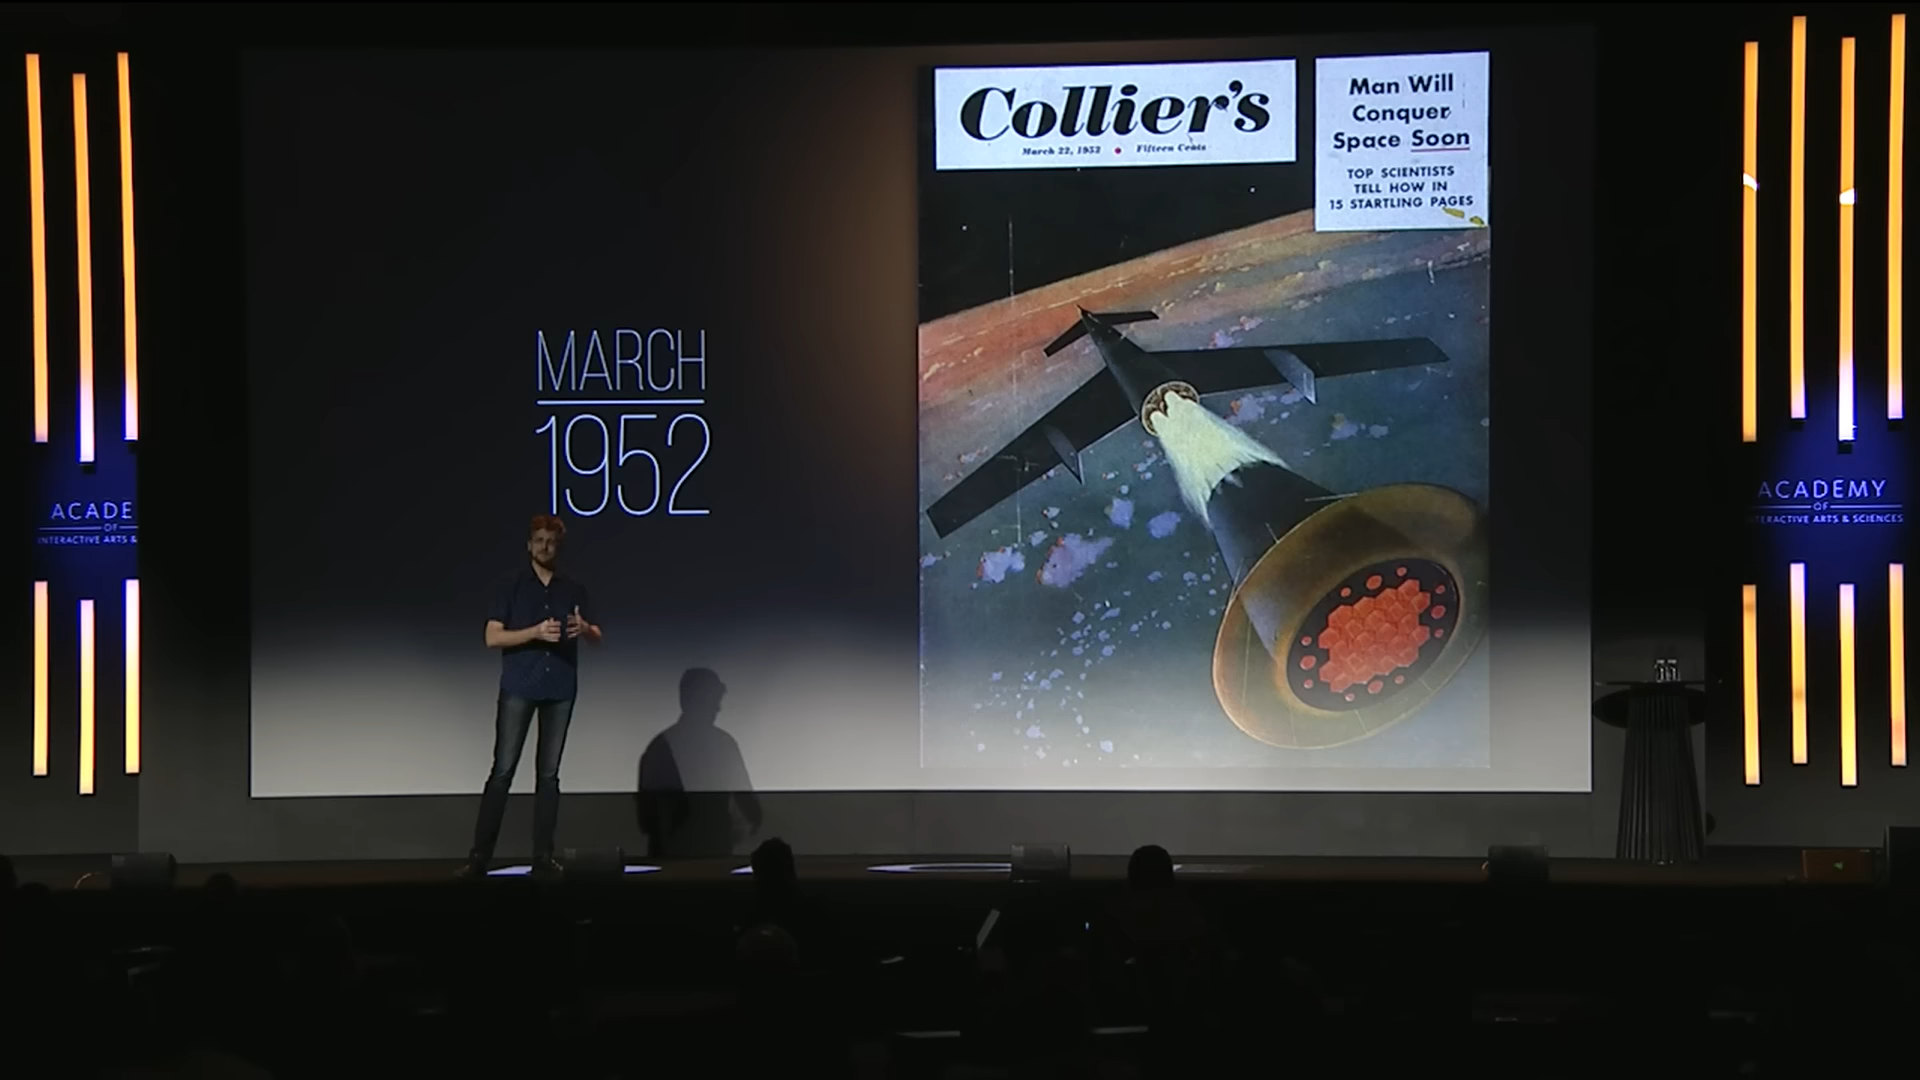 Collier's
March 22, 1952 • Fifteen Cents
Man Will
Conquer
Space Soon
TOP SCIENTISTS
TELL HOW IN
15 STARTLING PAGES
MARCH
1952
ACADE
OF
INTERACTIVE ARTS &
ACADEMY
OF
INTERACTIVE ARTS & SCIENCES